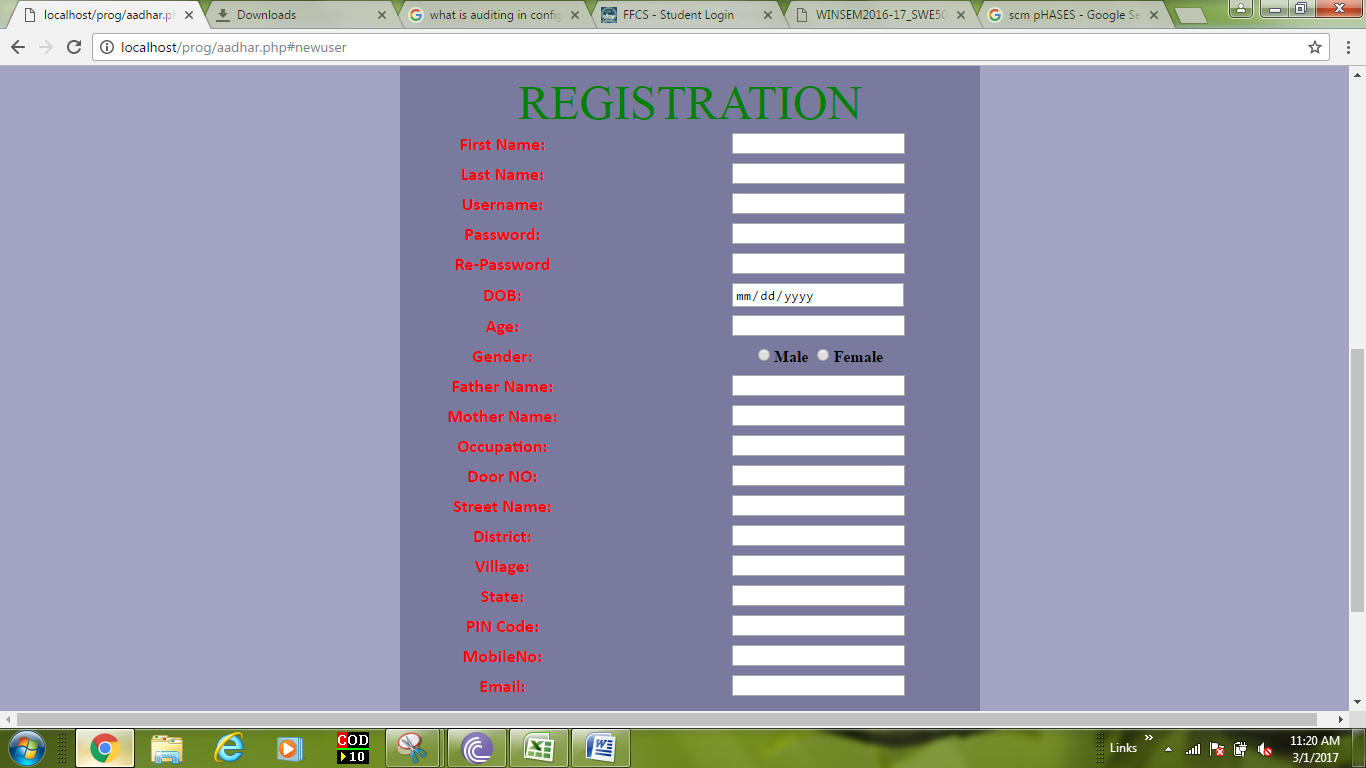 localhost/prog/aadhar.ph
Downloads
what is auditing in config
FFCS - Student Login
WINSEM2016-17_SWE50
scm pHASES - Google Se
localhost/prog/aadhar.php#newuser
REGISTRATION
First Name:
Last Name:
Username:
Password:
Re-Password
DOB: mm/dd/yyyy
Age:
Gender: Male Female
Father Name:
Mother Name:
Occupation:
Door NO:
Street Name:
District:
Village:
State:
PIN Code:
MobileNo:
Email:
COD
10
Links »
11:20 AM
3/1/2017